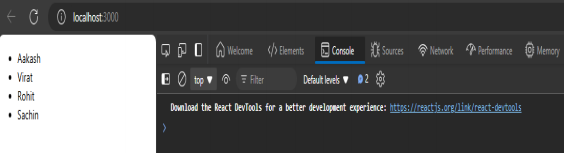 localhost:3000
Aakash
Virat
Rohit
Sachin
Welcome Elements Console Sources Network Performance Memory
top Filter Default levels 2
Download the React DevTools for a better development experience: https://reactjs.org/link/react-devtools